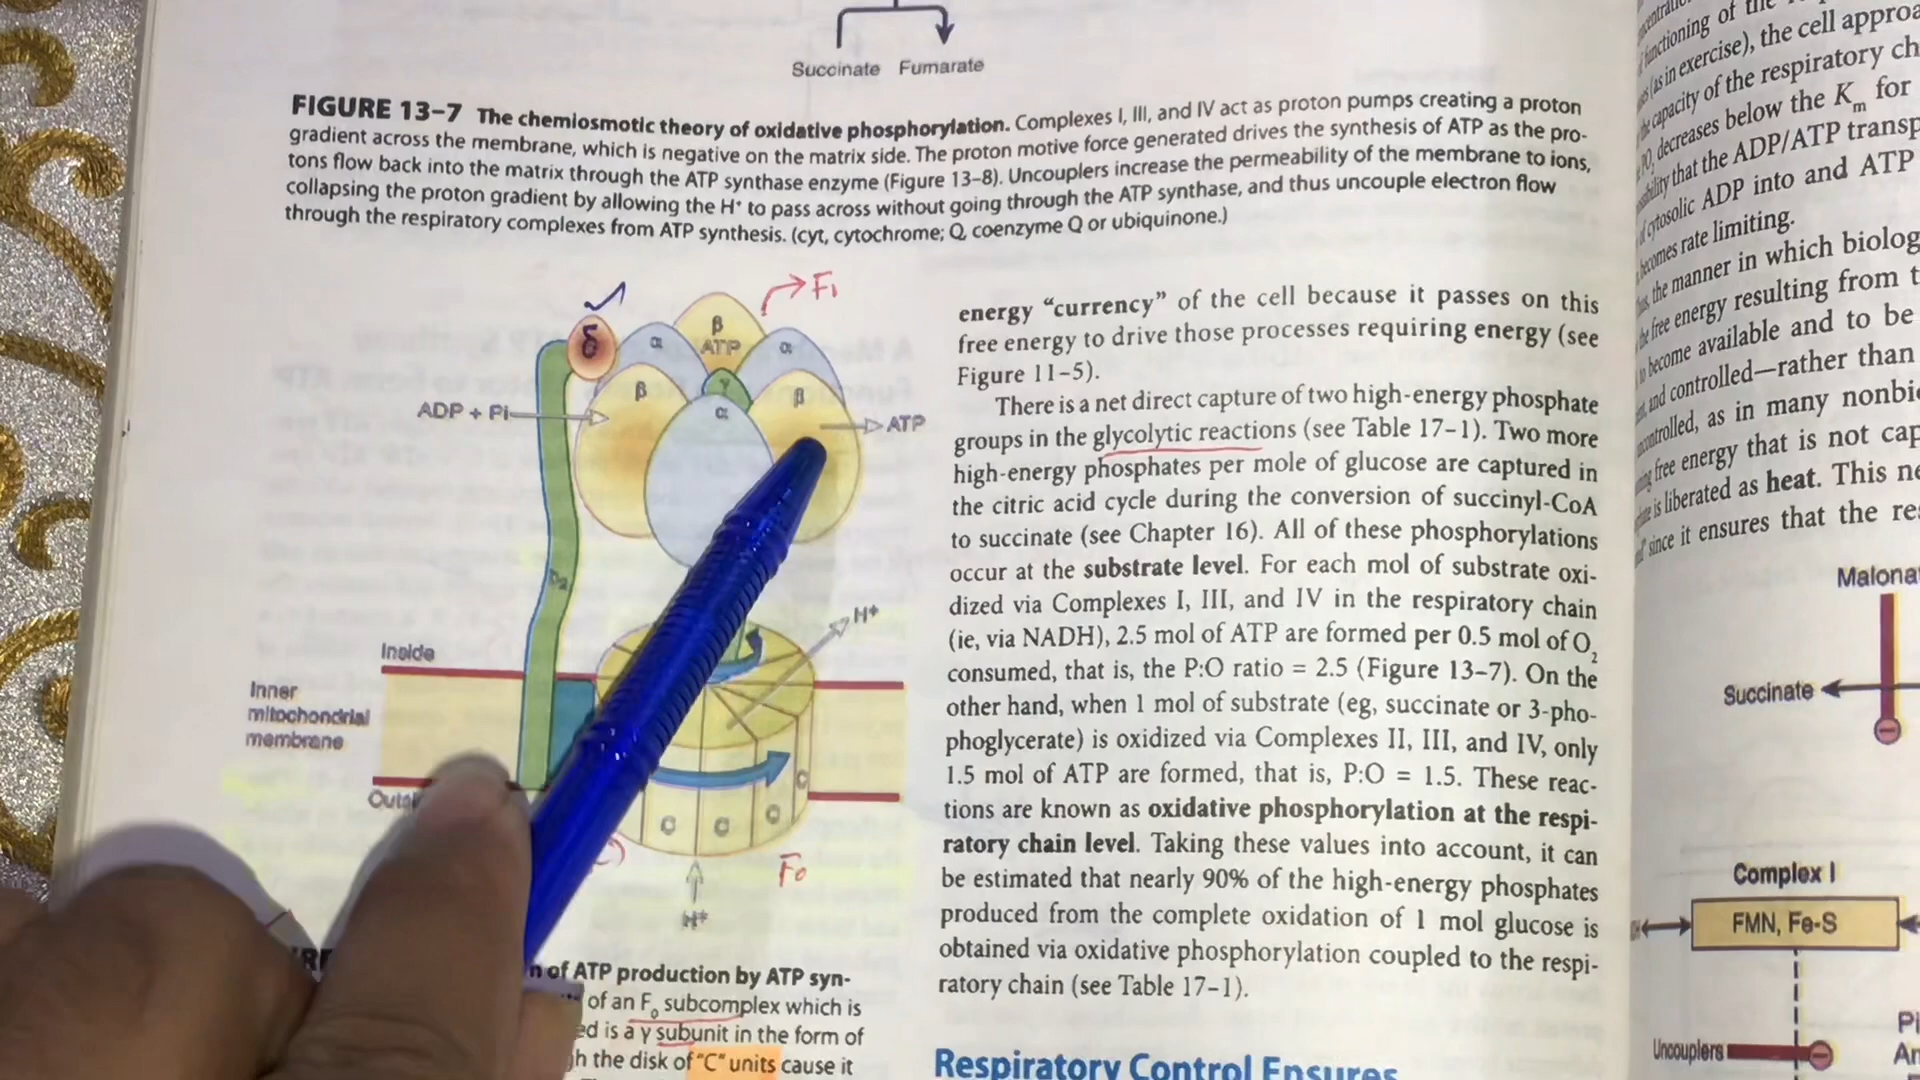 Succinate Fumarate
FIGURE 13–7 The chemiosmotic theory of oxidative phosphorylation. Complexes I, III, and IV act as proton pumps creating a proton
gradient across the membrane, which is negative on the matrix side. The proton motive force generated drives the synthesis of ATP as the pro-
tons flow back into the matrix through the ATP synthase enzyme (Figure 13–8). Uncouplers increase the permeability of the membrane to ions,
collapsing the proton gradient by allowing the H⁺ to pass across without going through the ATP synthase, and thus uncouple electron flow
through the respiratory complexes from ATP synthesis. (cyt, cytochrome; Q, coenzyme Q or ubiquinone.)
F₁
δ
β
α
ATP
α
β
γ
β
α
ADP + Pi
ATP
b₂
H⁺
Inside
Inner
mitochondrial
membrane
C
C
C
C
F₀
H⁺
n of ATP production by ATP syn-
of an F₀ subcomplex which is
ed is a γ subunit in the form of
gh the disk of "C" units cause it
energy “currency” of the cell because it passes on this
free energy to drive those processes requiring energy (see
Figure 11–5).
There is a net direct capture of two high-energy phosphate
groups in the glycolytic reactions (see Table 17–1). Two more
high-energy phosphates per mole of glucose are captured in
the citric acid cycle during the conversion of succinyl-CoA
to succinate (see Chapter 16). All of these phosphorylations
occur at the substrate level. For each mol of substrate oxi-
dized via Complexes I, III, and IV in the respiratory chain
(ie, via NADH), 2.5 mol of ATP are formed per 0.5 mol of O₂
consumed, that is, the P:O ratio = 2.5 (Figure 13–7). On the
other hand, when 1 mol of substrate (eg, succinate or 3-pho-
phoglycerate) is oxidized via Complexes II, III, and IV, only
1.5 mol of ATP are formed, that is, P:O = 1.5. These reac-
tions are known as oxidative phosphorylation at the respi-
ratory chain level. Taking these values into account, it can
be estimated that nearly 90% of the high-energy phosphates
produced from the complete oxidation of 1 mol glucose is
obtained via oxidative phosphorylation coupled to the respi-
ratory chain (see Table 17–1).
Respiratory Control Ensures
functioning of the
(as in exercise), the cell approa
capacity of the respiratory ch
decreases below the Kₘ for
that the ADP/ATP transp
cytosolic ADP into and ATP
becomes rate limiting.
the manner in which biolog
free energy resulting from t
become available and to be
and controlled—rather than
controlled, as in many nonbi
free energy that is not cap
is liberated as heat. This ne
since it ensures that the re
Malona
Succinate
Complex I
FMN, Fe-S
Uncouplers
Pi